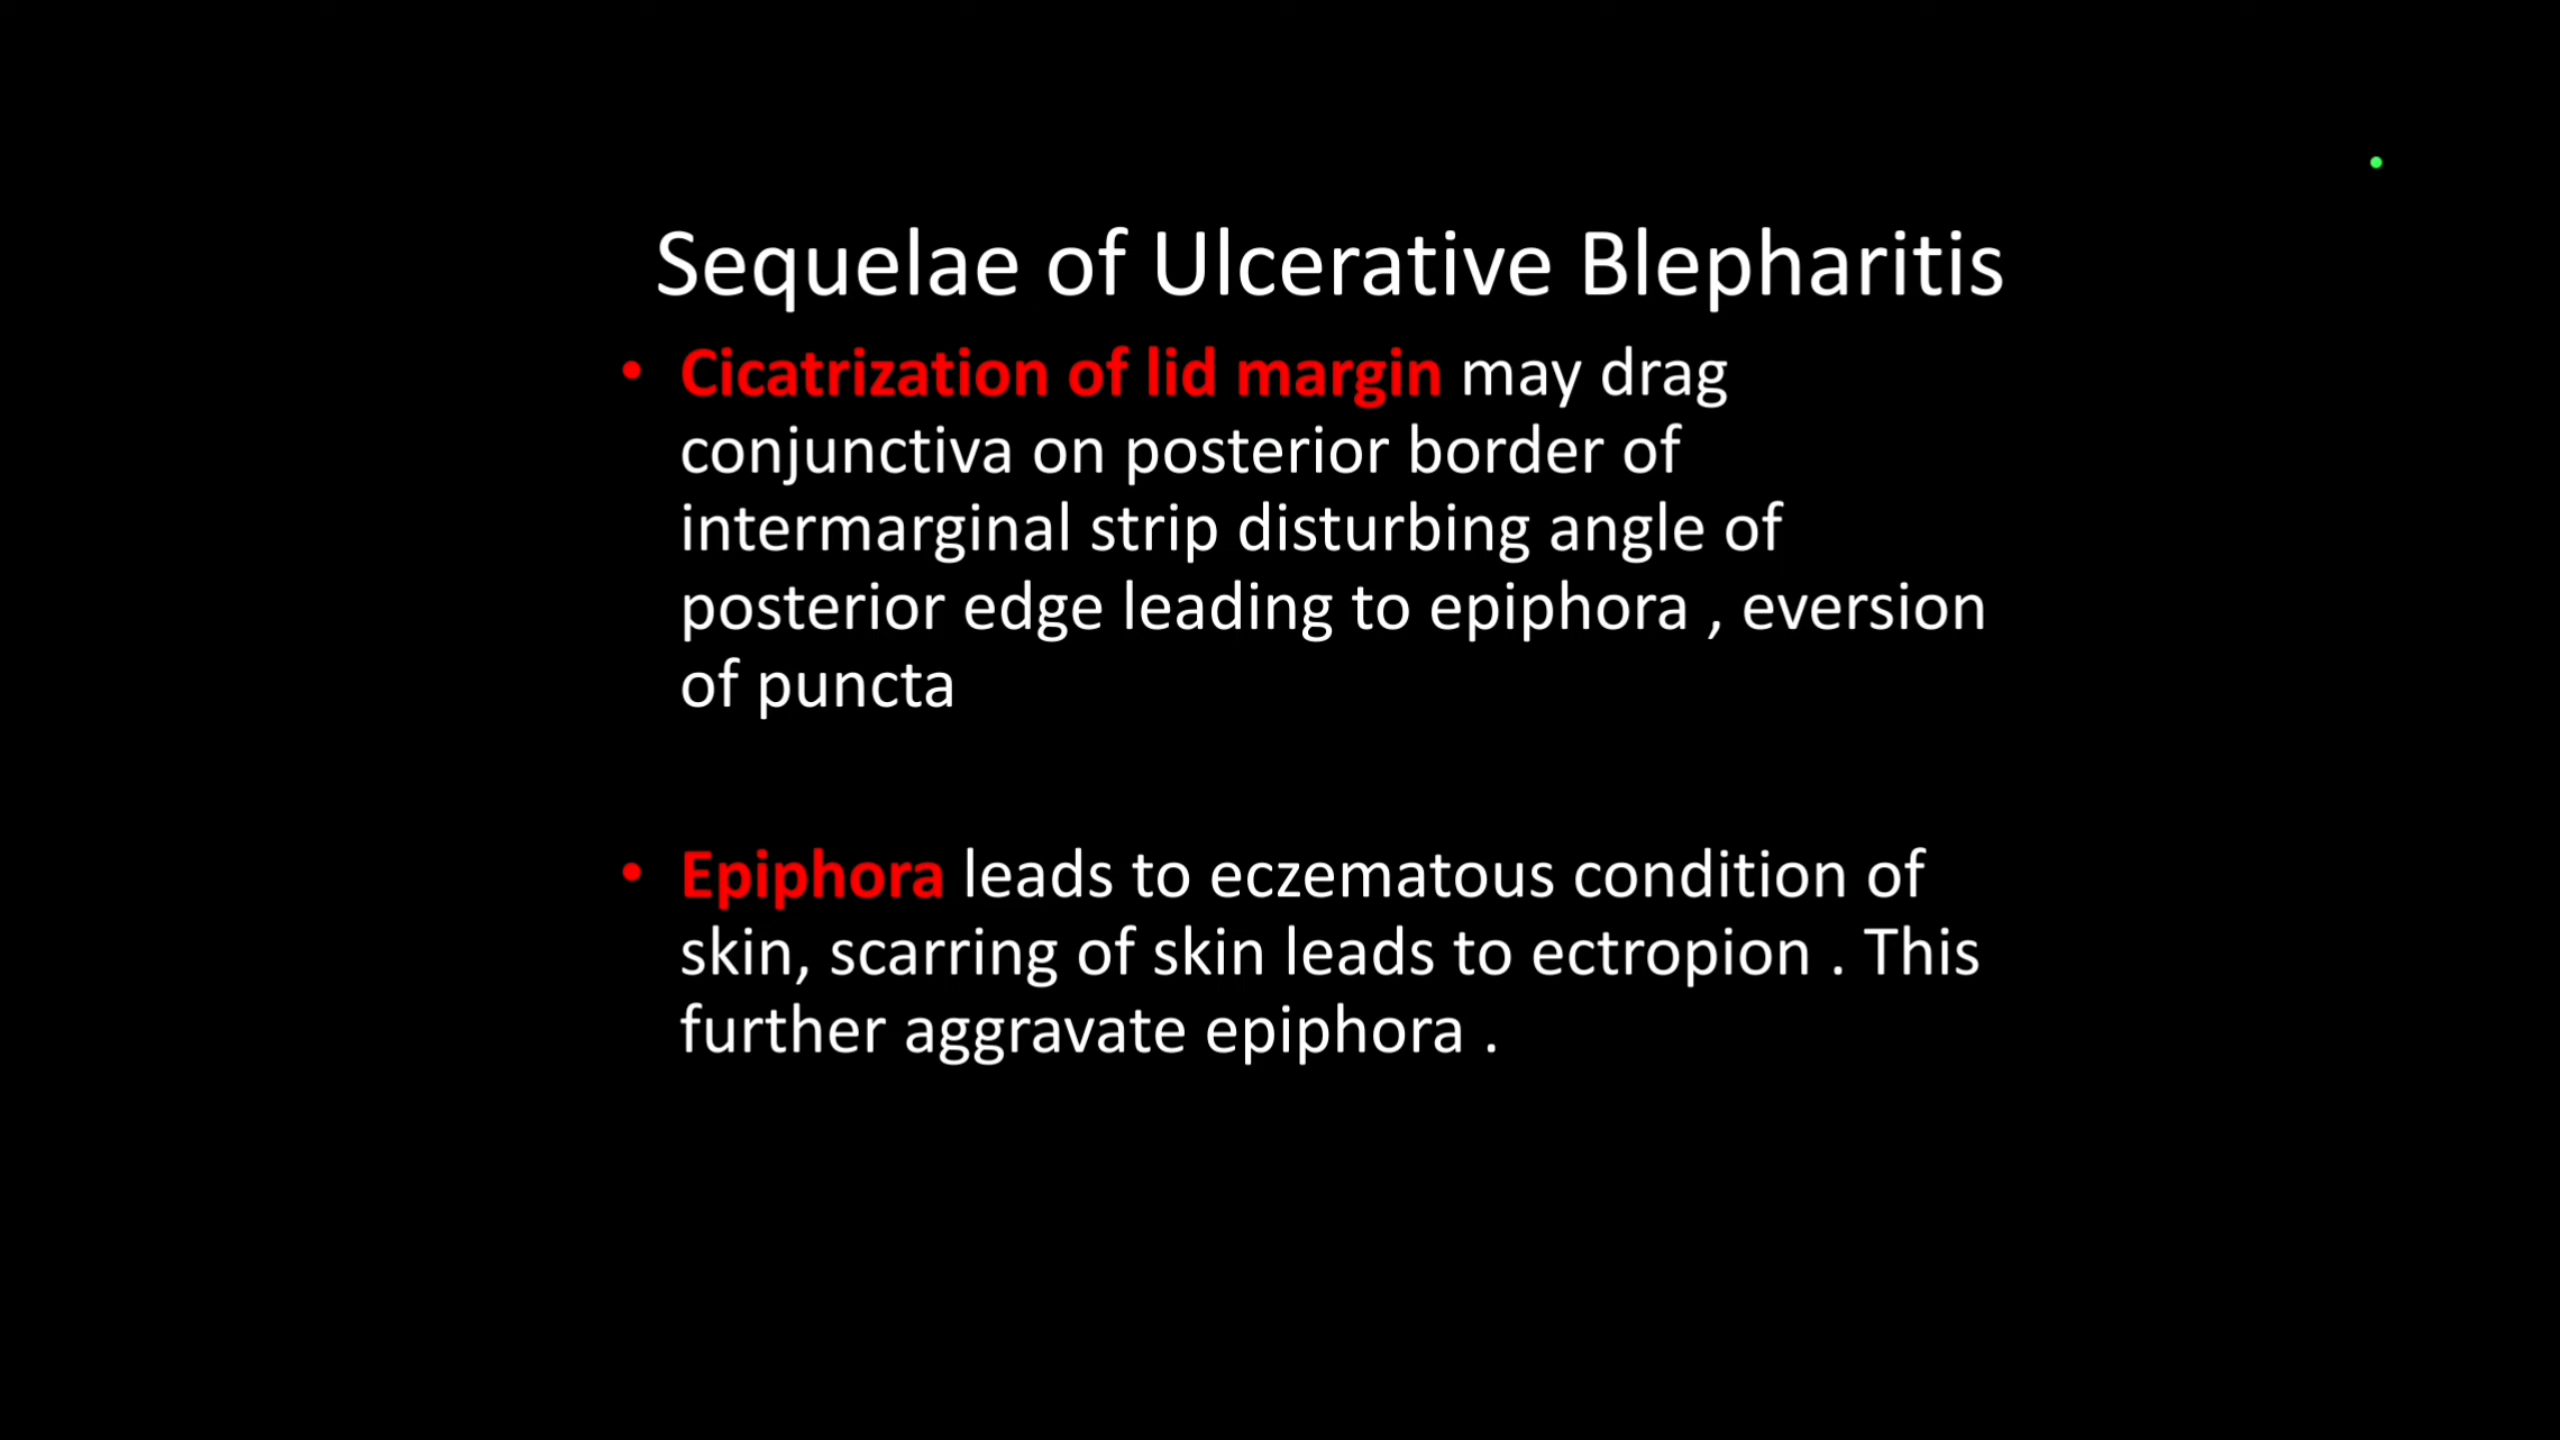 Sequelae of Ulcerative Blepharitis
• Cicatrization of lid margin may drag
conjunctiva on posterior border of
intermarginal strip disturbing angle of
posterior edge leading to epiphora , eversion
of puncta
• Epiphora leads to eczematous condition of
skin, scarring of skin leads to ectropion . This
further aggravate epiphora .